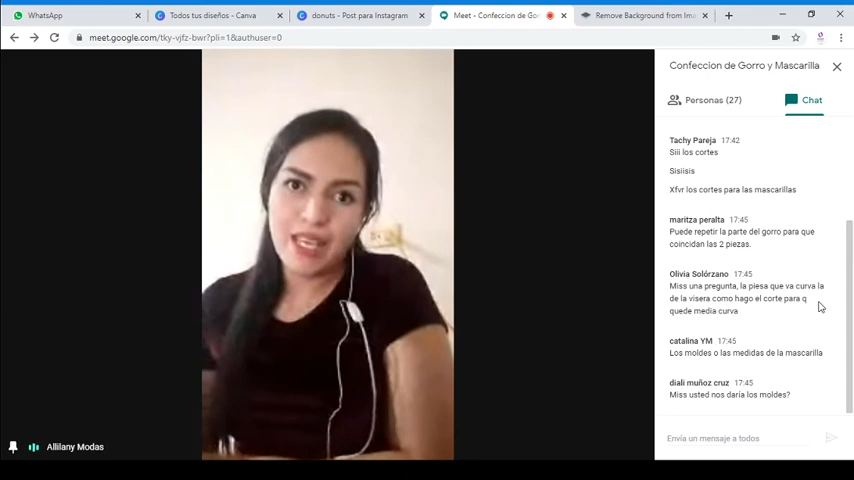 WhatsApp
Todos tus diseños - Canva
donuts - Post para Instagram
Meet - Confeccion de Go
Remove Background from Ima
meet.google.com/tky-vjfz-bwr?pli=1&authuser=0
Confeccion de Gorro y Mascarilla
Personas (27)
Chat
Tachy Pareja 17:42
Siii los cortes
Sisiisis
Xfvr los cortes para las mascarillas
maritza peralta 17:45
Puede repetir la parte del gorro para que
coincidan las 2 piezas.
Olivia Solórzano 17:45
Miss una pregunta, la piesa que va curva la
de la visera como hago el corte para q
quede media curva
catalina YM 17:45
Los moldes o las medidas de la mascarilla
diali muñoz cruz 17:45
Miss usted nos daría los moldes?
Envía un mensaje a todos
Allilany Modas